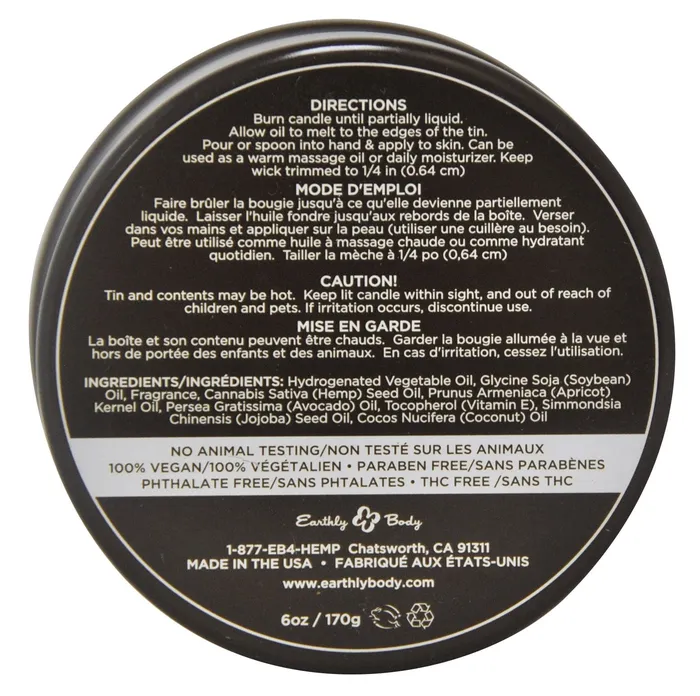 DIRECTIONS
Burn candle until partially liquid.
Allow oil to melt to the edges of the tin.
Pour or spoon into hand & apply to skin. Can be
used as a warm massage oil or daily moisturizer. Keep
wick trimmed to 1/4 in (0.64 cm)
MODE D'EMPLOI
Faire brûler la bougie jusqu'à ce qu'elle devienne partiellement
liquide. Laisser l'huile fondre jusqu'aux rebords de la boîte. Verser
dans vos mains et appliquer sur la peau (utiliser une cuillère au besoin).
Peut être utilisé comme huile à massage chaude ou comme hydratant
quotidien. Tailler la mèche à 1/4 po (0,64 cm)
CAUTION!
Tin and contents may be hot. Keep lit candle within sight, and out of reach of
children and pets. If irritation occurs, discontinue use.
MISE EN GARDE
La boîte et son contenu peuvent être chauds. Garder la bougie allumée à la vue et
hors de portée des enfants et des animaux. En cas d'irritation, cessez l'utilisation.
INGREDIENTS/INGRÉDIENTS: Hydrogenated Vegetable Oil, Glycine Soja (Soybean)
Oil, Fragrance, Cannabis Sativa (Hemp) Seed Oil, Prunus Armeniaca (Apricot)
Kernel Oil, Persea Gratissima (Avocado) Oil, Tocopherol (Vitamin E), Simmondsia
Chinensis (Jojoba) Seed Oil, Cocos Nucifera (Coconut) Oil
NO ANIMAL TESTING/NON TESTÉ SUR LES ANIMAUX
100% VEGAN/100% VÉGÉTALIEN • PARABEN FREE/SANS PARABÈNES
PHTHALATE FREE/SANS PHTALATES • THC FREE /SANS THC
Earthly Body
1-877-EB4-HEMP Chatsworth, CA 91311
MADE IN THE USA • FABRIQUÉ AUX ÉTATS-UNIS
www.earthlybody.com
6oz / 170g